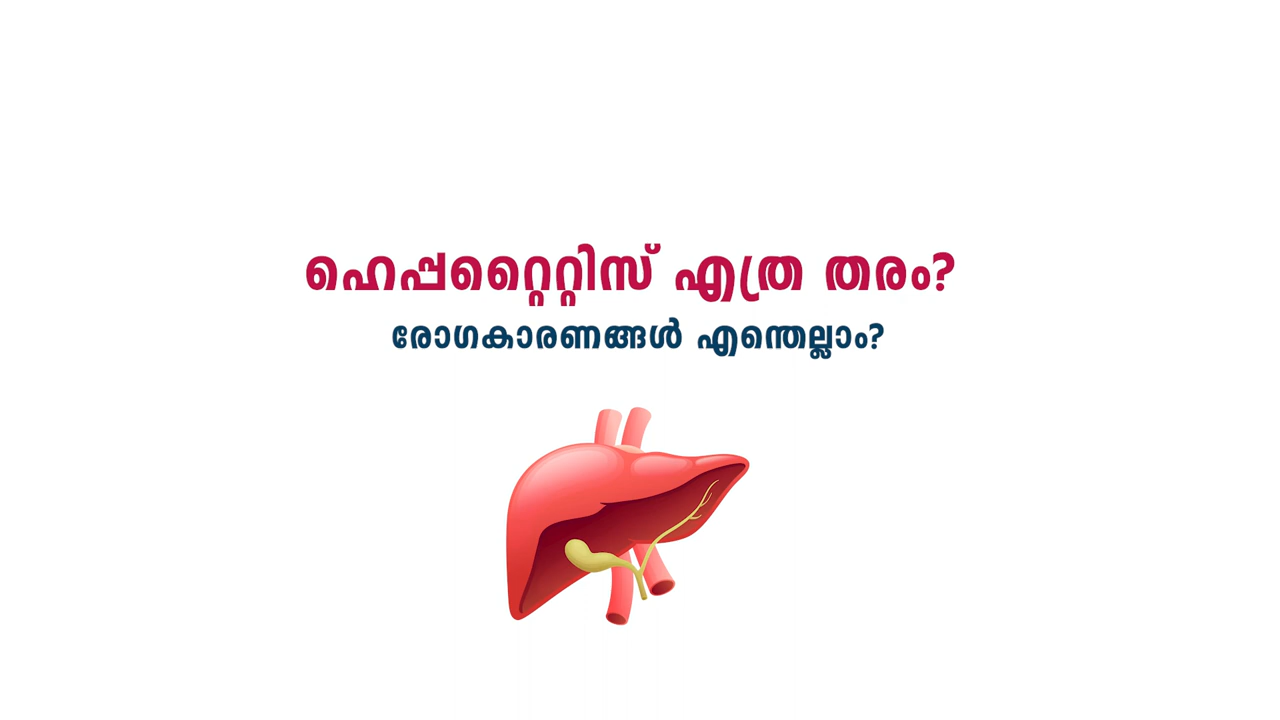 ഹെപ്പറ്റൈറ്റിസ് എത്ര തരം?
രോഗകാരണങ്ങൾ എന്തെല്ലാം?